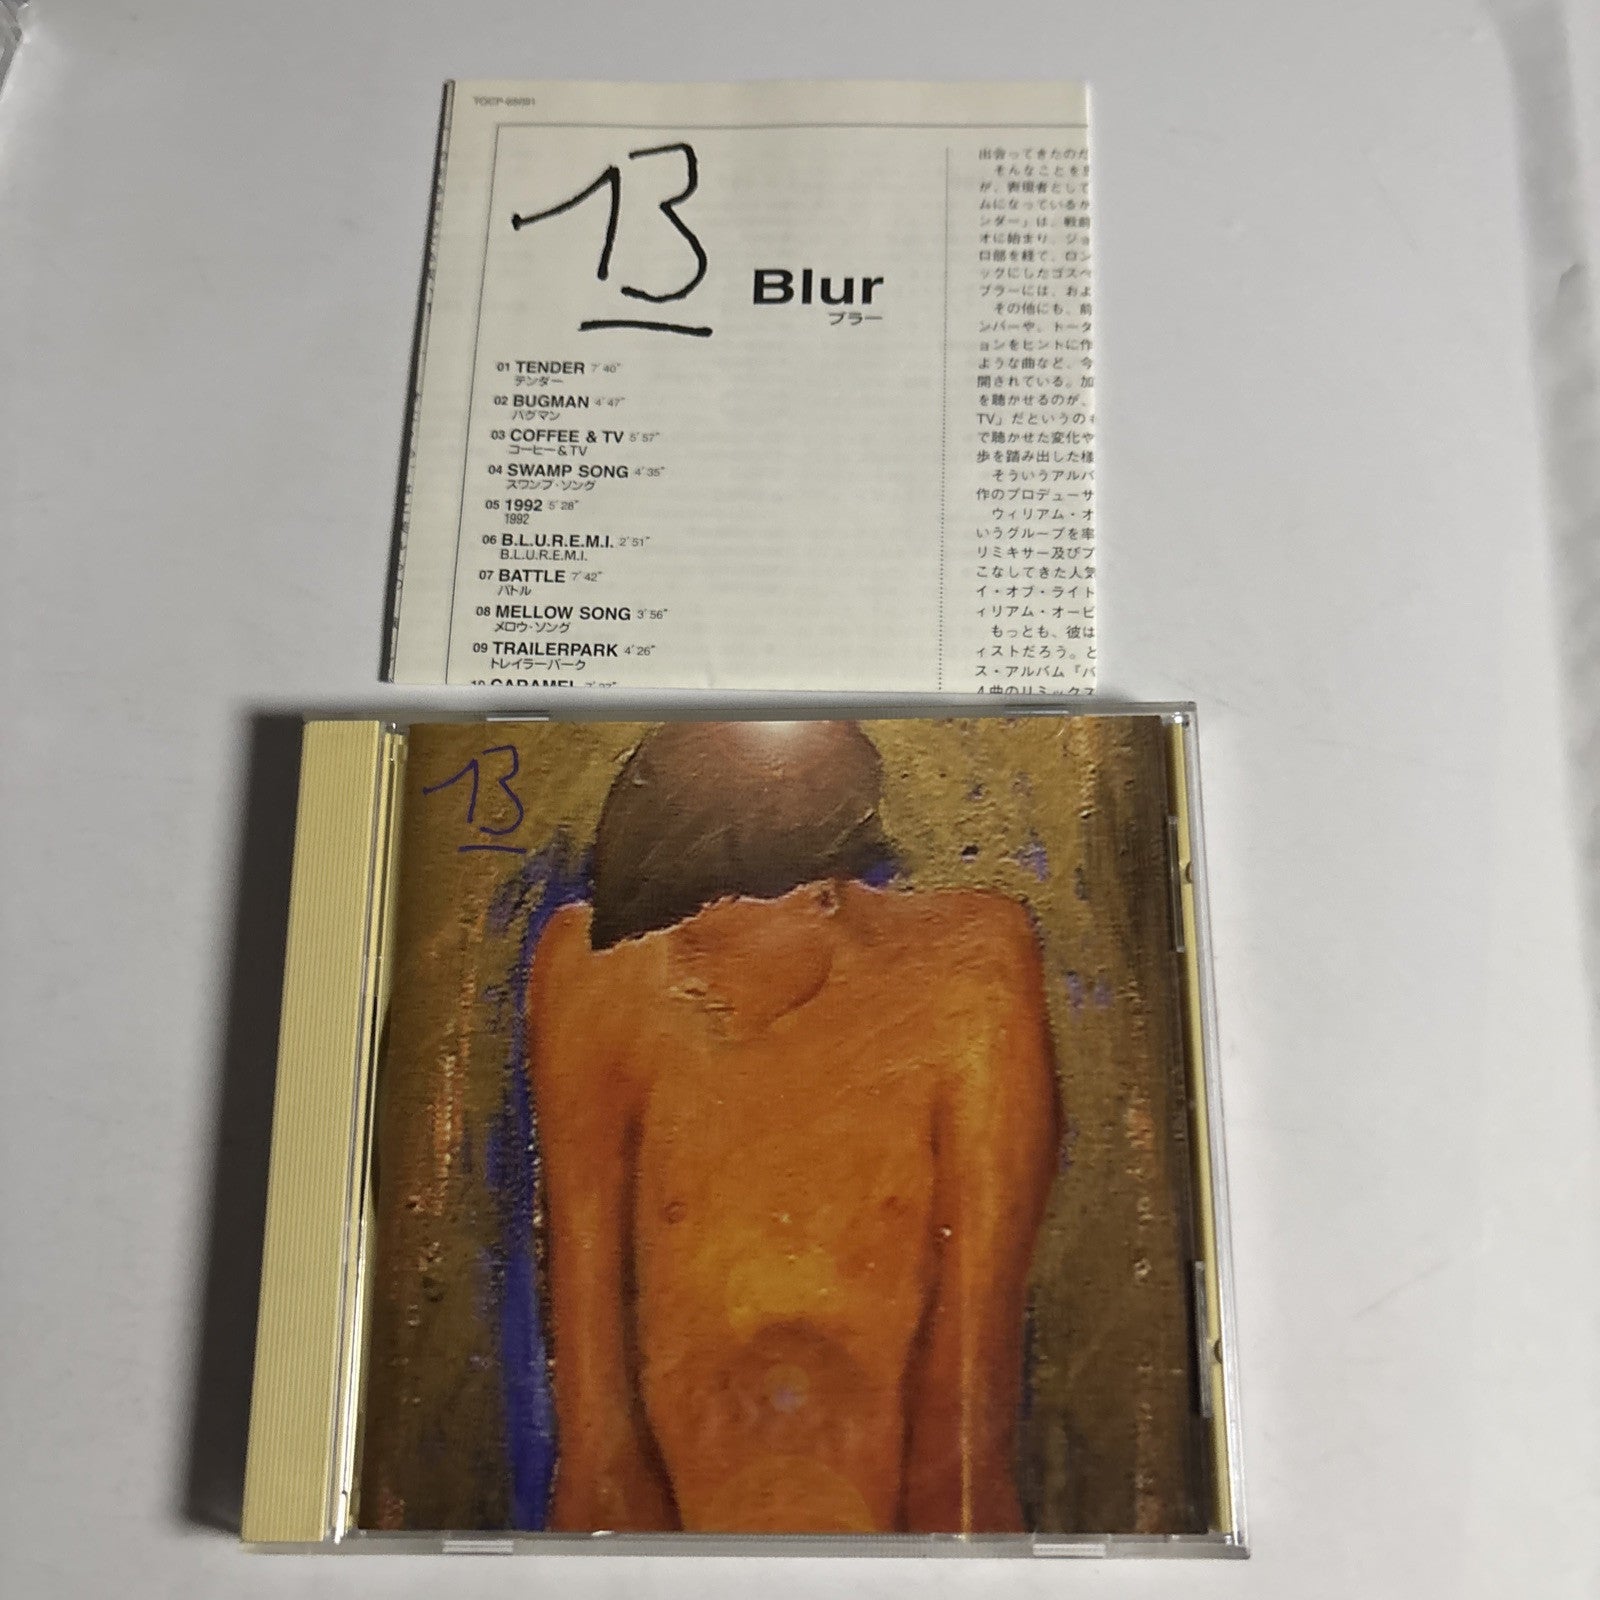 13
Blur
ブラー
01 TENDER 7'40"
テンダー
02 BUGMAN 4'47"
バグマン
03 COFFEE & TV 5'57"
コーヒー&TV
04 SWAMP SONG 4'35"
スワンプ・ソング
05 1992 5'28"
1992
06 B.L.U.R.E.M.I. 2'51"
B.L.U.R.E.M.I.
07 BATTLE 7'42"
バトル
08 MELLOW SONG 3'56"
メロウ・ソング
09 TRAILERPARK 4'26"
トレイラーパーク
10 CARAMEL
出会ってきたのだ
そんなことを
が、表現者として
ムになっているか
ンダー」は、戦前
オに始まり、ジョ
口部を経て、ロン
ックにしたゴスペ
ブラーには、およ
その他にも、前
ンバーや、トータ
ョンをヒントに作
ような曲など、今
開されている。加
を聴かせるのが、
TV」だというのも
で聴かせた変化や
歩を踏み出した様
そういうアルバ
作のプロデューサ
ウィリアム・オ
いうグループを率
リミキサー及びプ
こなしてきた人気
イ・オブ・ライト
ィリアム・オービ
もっとも、彼は
ィストだろう。と
ス・アルバム『バ
4曲のリミックス
13